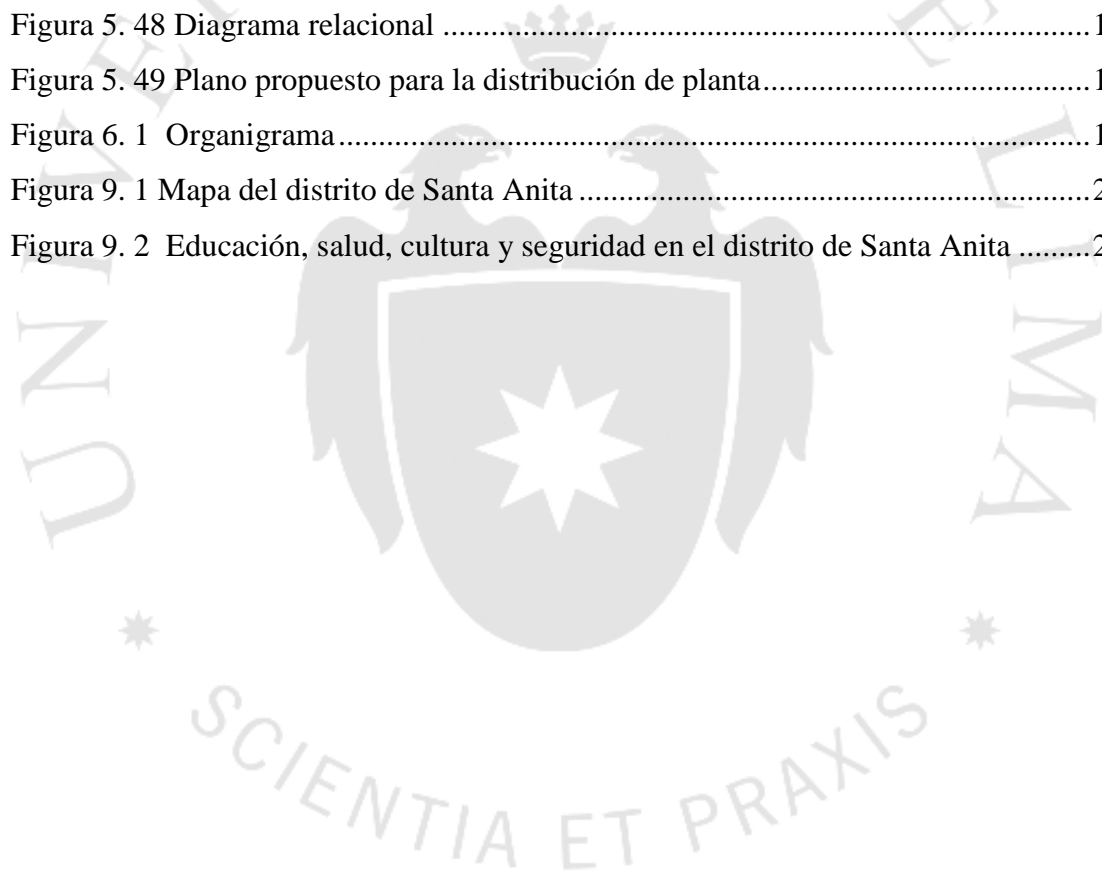 Figura 5. 48 Diagrama relacional ................................................................................1
Figura 5. 49 Plano propuesto para la distribución de planta........................................1
Figura 6. 1  Organigrama.............................................................................................1
Figura 9. 1 Mapa del distrito de Santa Anita ...............................................................2
Figura 9. 2  Educación, salud, cultura y seguridad en el distrito de Santa Anita .........2
LIMA
SCIENTIA ET PRAXIS